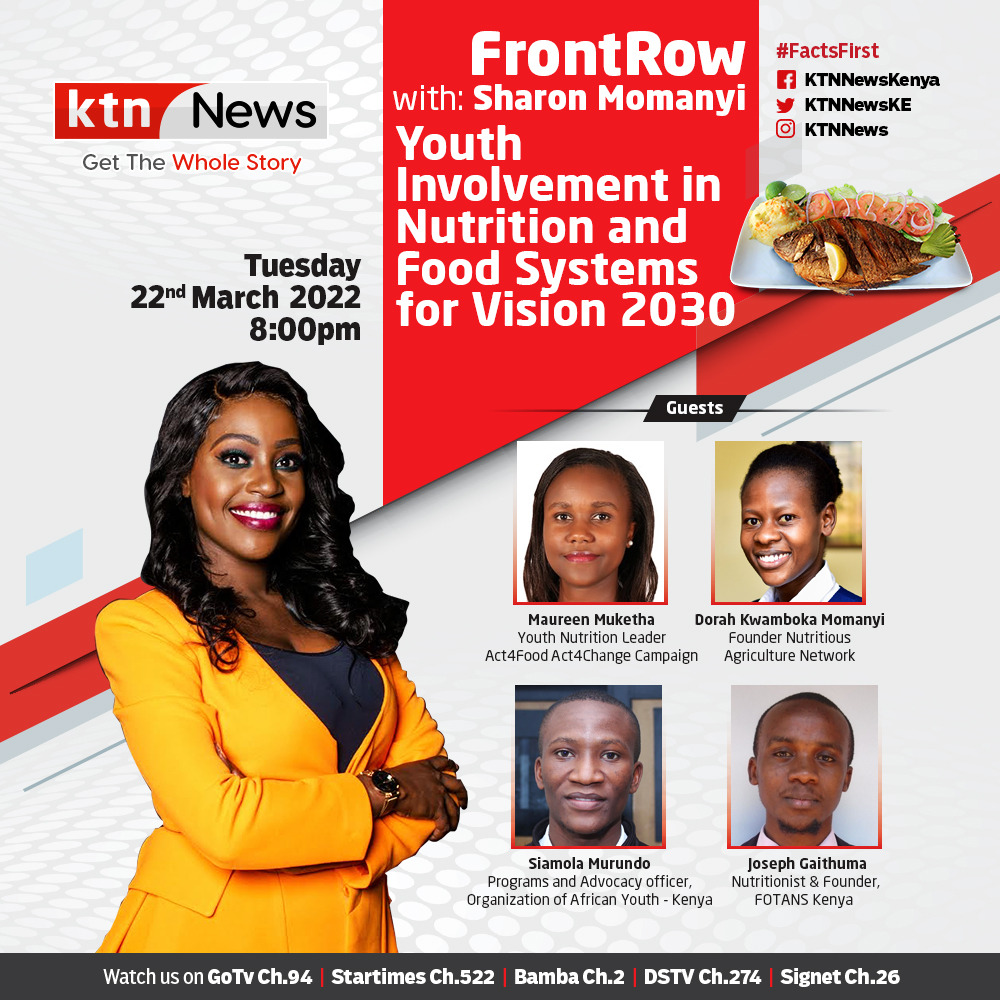 ktn News
Get The Whole Story
FrontRow
with: Sharon Momanyi
Youth
Involvement in
Nutrition and
Food Systems
for Vision 2030
#FactsFirst
KTNNewsKenya
KTNNewsKE
KTNNews
Tuesday
22nd March 2022
8:00pm
Guests
Maureen Muketha
Youth Nutrition Leader
Act4Food Act4Change Campaign
Dorah Kwamboka Momanyi
Founder Nutritious
Agriculture Network
Siamola Murundo
Programs and Advocacy officer,
Organization of African Youth - Kenya
Joseph Gaithuma
Nutritionist & Founder,
FOTANS Kenya
Watch us on GoTv Ch.94 | Startimes Ch.522 | Bamba Ch.2 | DSTV Ch.274 | Signet Ch.26